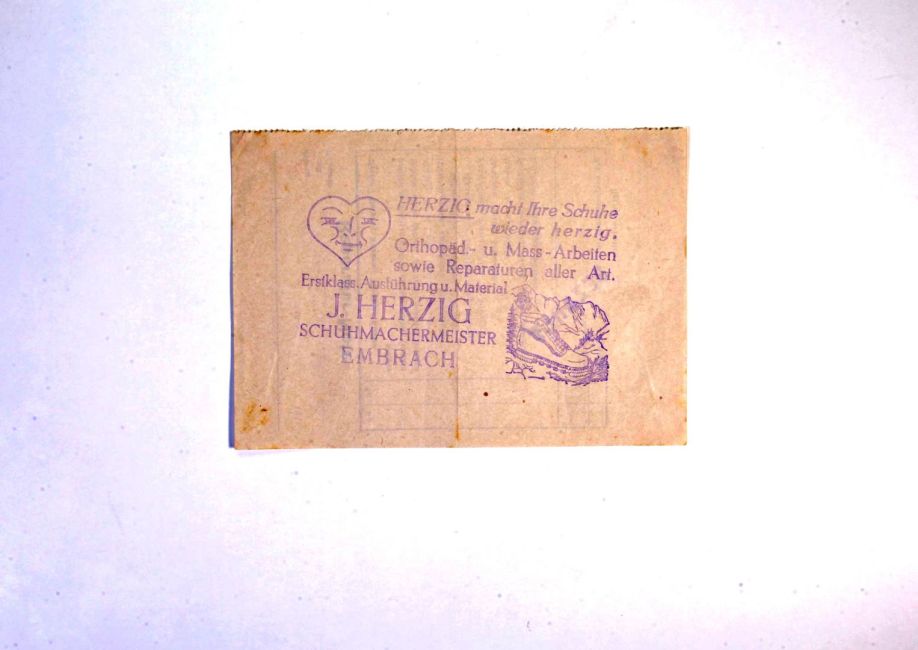 HERZIG macht Ihre Schuhe
wieder herzig.
Orthopäd.- u. Mass-Arbeiten
sowie Reparaturen aller Art.
Erstklass. Ausführung u. Material
J. HERZIG
SCHUHMACHERMEISTER
EMBRACH